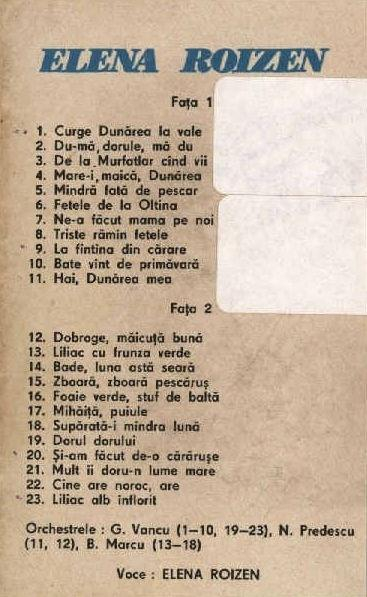 ELENA ROIZEN
Fața 1
1. Curge Dunărea la vale
2. Du-mă, dorule, mă du
3. De la Murfatlar cînd vii
4. Mare-i, maică, Dunărea
5. Mîndră fată de pescar
6. Fetele de la Oltina
7. Ne-a făcut mama pe noi
8. Triste rămîn fetele
9. La fîntîna din cărare
10. Bate vînt de primăvară
11. Hai, Dunărea mea
Fața 2
12. Dobroge, măicuță bună
13. Liliac cu frunza verde
14. Bade, luna astă seară
15. Zboară, zboară pescăruș
16. Foaie verde, stuf de baltă
17. Mihăiță, puiule
18. Supărată-i mîndra lună
19. Dorul dorului
20. Și-am făcut de-o cărărușe
21. Mult îi doru-n lume mare
22. Cine are noroc, are
23. Liliac alb înflorit
Orchestrele : G. Vancu (1—10, 19—23), N. Predescu
(11, 12), B. Marcu (13—18)
Voce : ELENA ROIZEN